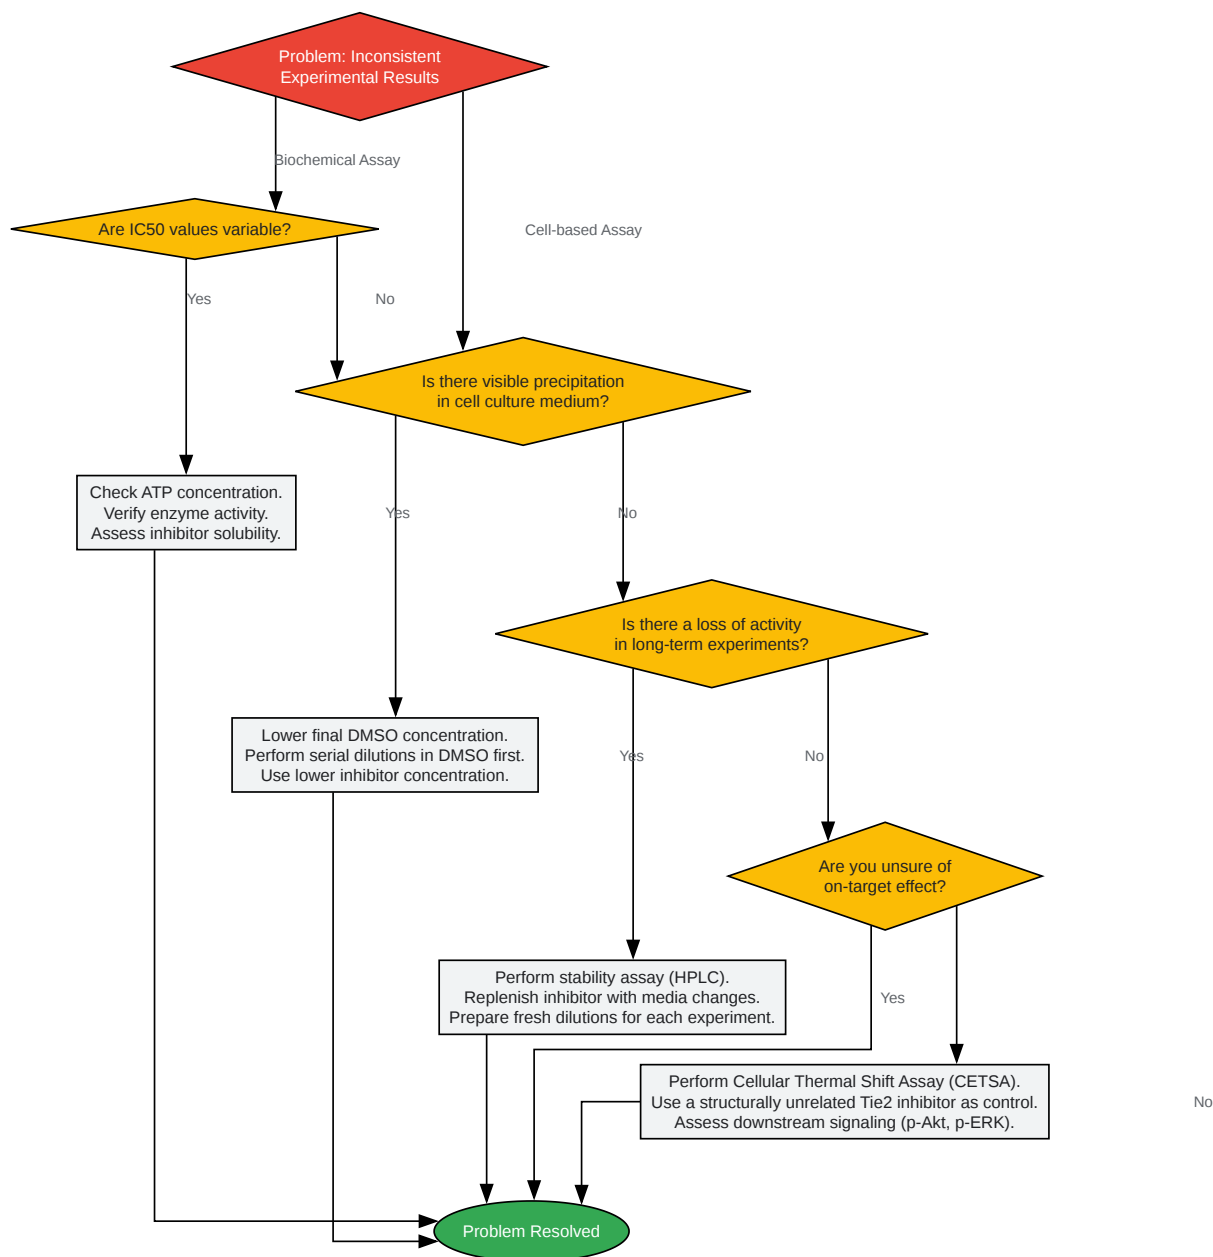 Problem: Inconsistent
Experimental Results
Biochemical Assay
Are IC50 values variable?
Cell-based Assay
Yes
No
Is there visible precipitation
in cell culture medium?
Check ATP concentration.
Verify enzyme activity.
Assess inhibitor solubility.
Yes
No
Is there a loss of activity
in long-term experiments?
Lower final DMSO concentration.
Perform serial dilutions in DMSO first.
Use lower inhibitor concentration.
Yes
No
Are you unsure of
on-target effect?
Perform stability assay (HPLC).
Replenish inhibitor with media changes.
Prepare fresh dilutions for each experiment.
Yes
Perform Cellular Thermal Shift Assay (CETSA).
Use a structurally unrelated Tie2 inhibitor as control.
Assess downstream signaling (p-Akt, p-ERK).
No
Problem Resolved